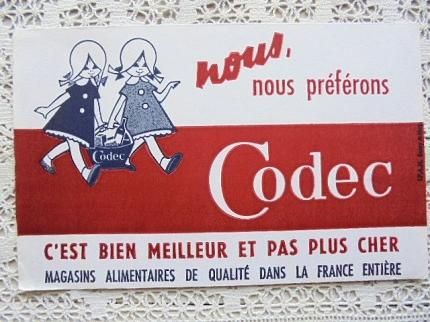 nous,
nous préférons
Codec
Codec
C'EST BIEN MEILLEUR ET PAS PLUS CHER
MAGASINS ALIMENTAIRES DE QUALITÉ DANS LA FRANCE ENTIÈRE